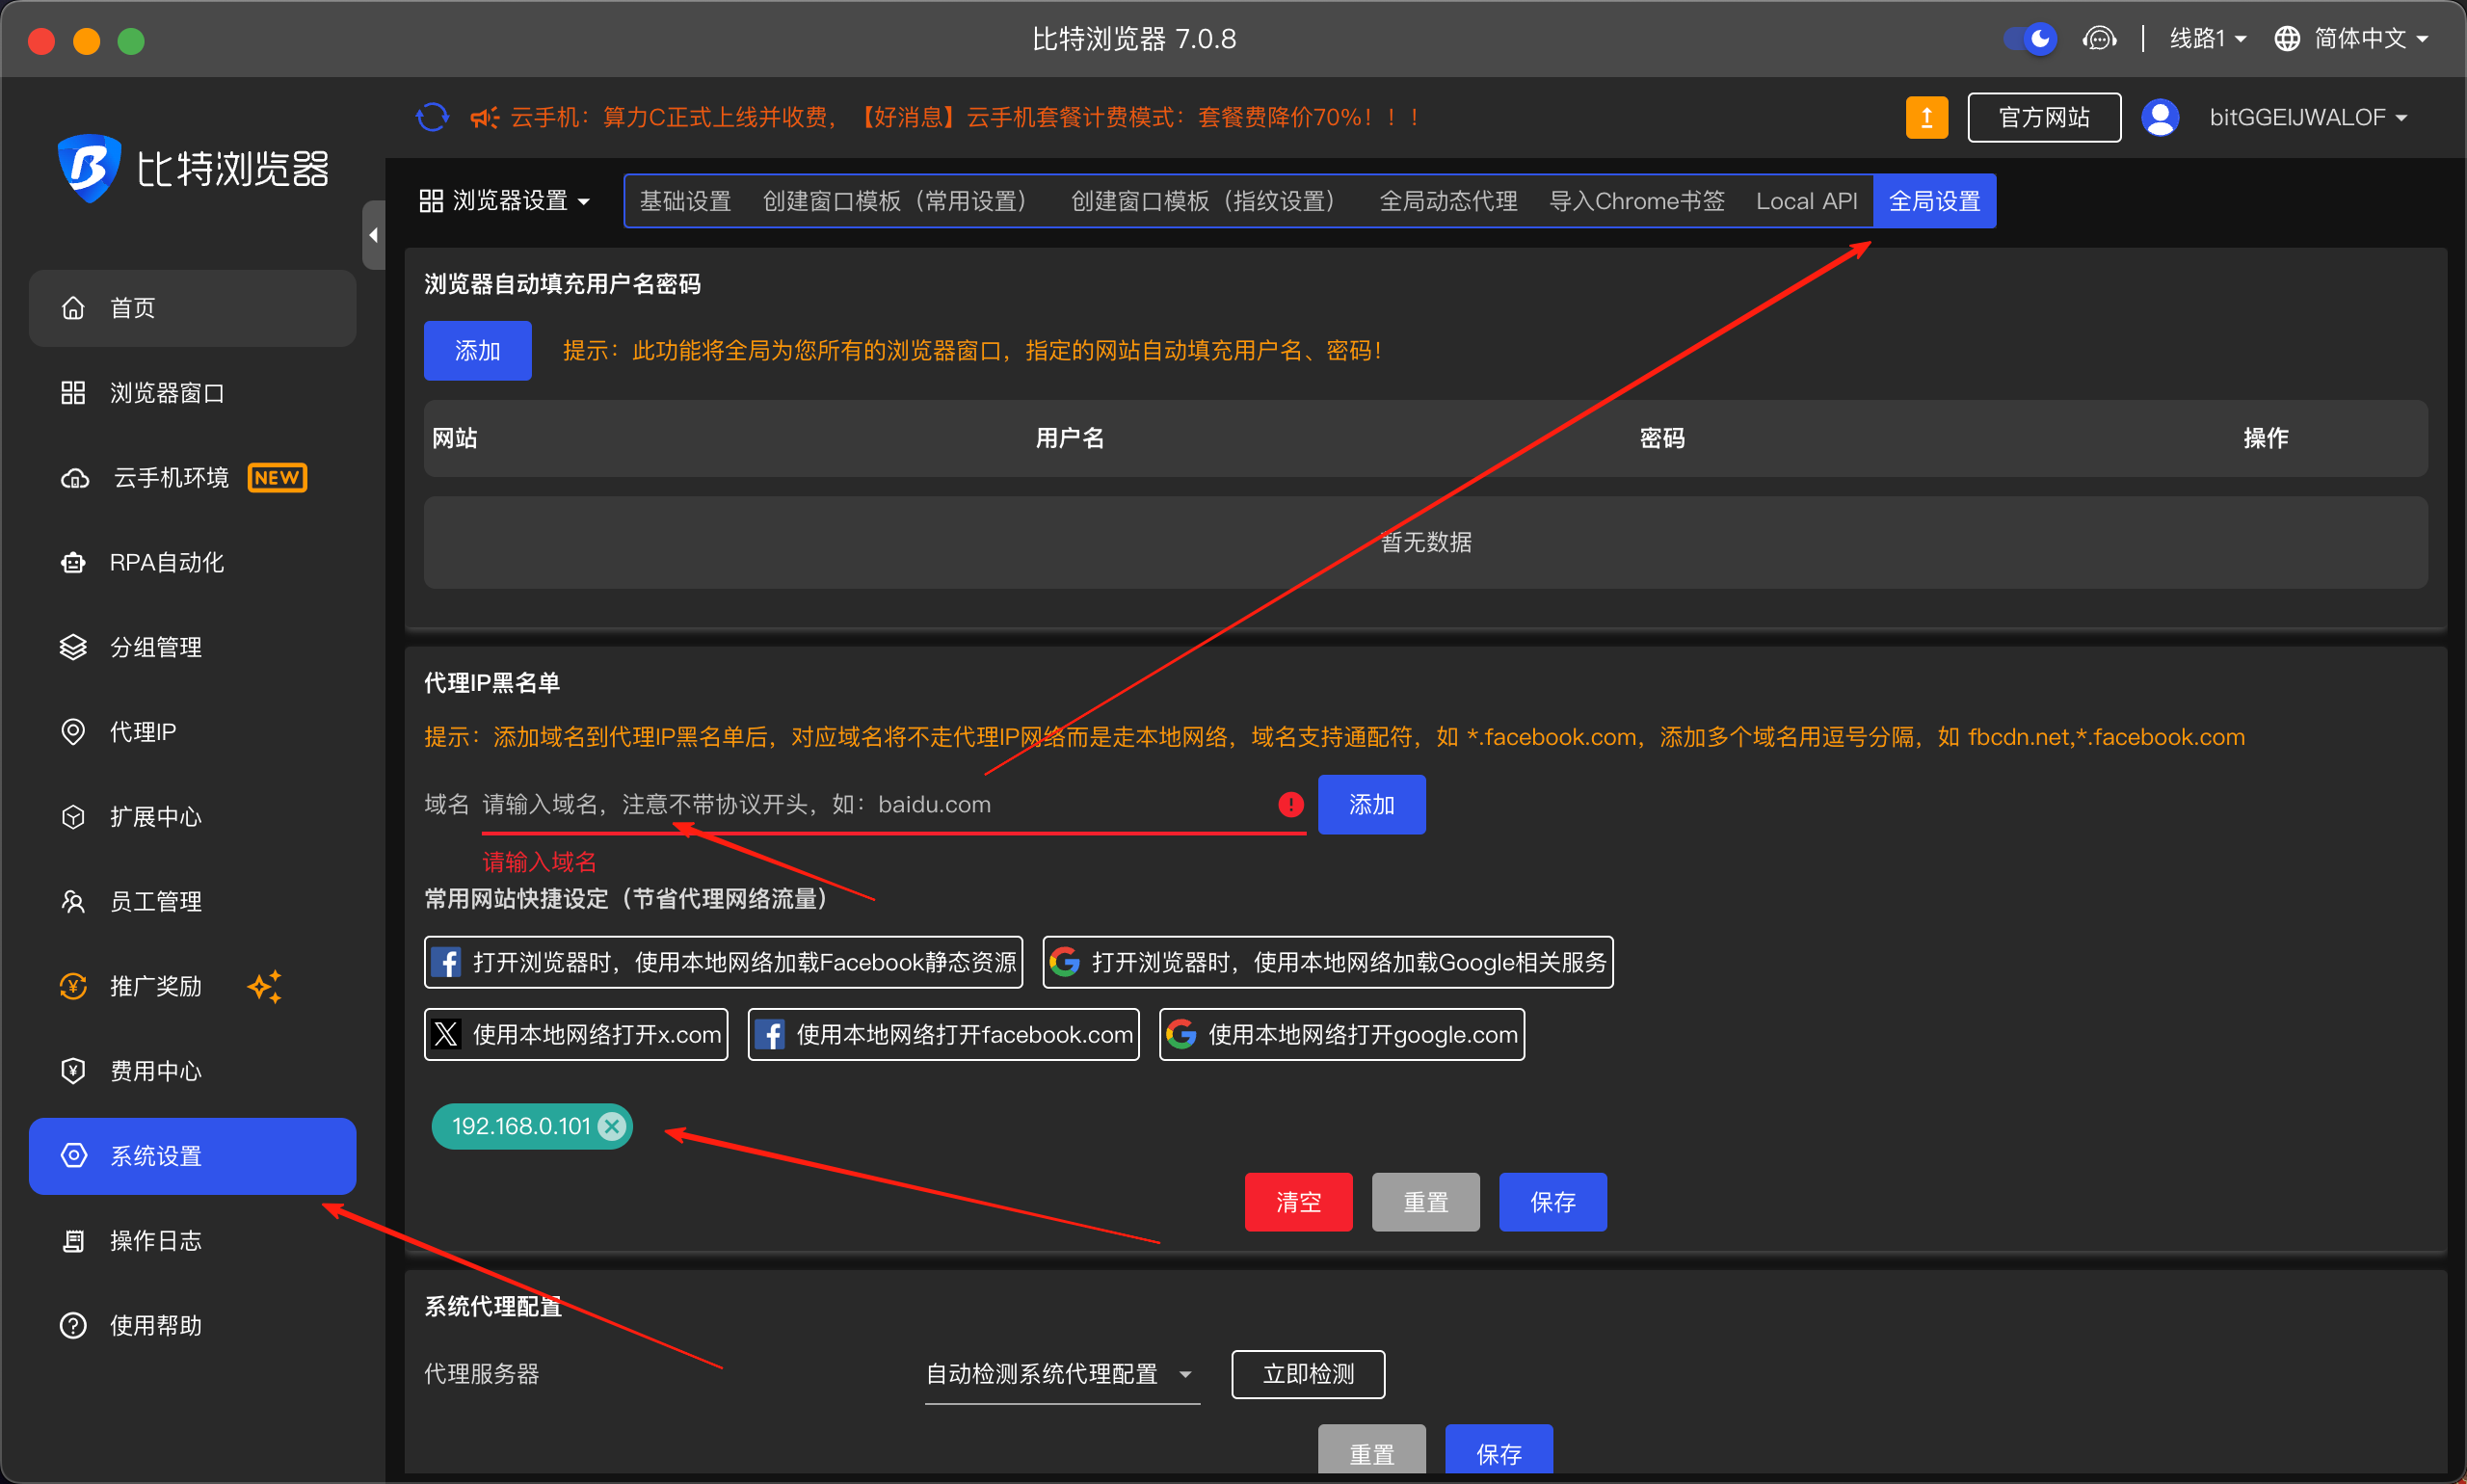 比特浏览器 7.0.8
线路1
简体中文
比特浏览器
云手机：算力C正式上线并收费，【好消息】云手机套餐计费模式：套餐费降价70%！！！
官方网站
bitGGEIJWALOF
首页
浏览器窗口
云手机环境 NEW
RPA自动化
分组管理
代理IP
扩展中心
员工管理
推广奖励
费用中心
系统设置
操作日志
使用帮助
浏览器设置
基础设置 创建窗口模板（常用设置） 创建窗口模板（指纹设置） 全局动态代理 导入Chrome书签 Local API 全局设置
浏览器自动填充用户名密码
添加 提示：此功能将全局为您所有的浏览器窗口，指定的网站自动填充用户名、密码！
网站 用户名 密码 操作
暂无数据
代理IP黑名单
提示：添加域名到代理IP黑名单后，对应域名将不走代理IP网络而是走本地网络，域名支持通配符，如 *.facebook.com，添加多个域名用逗号分隔，如 fbcdn.net,*.facebook.com
域名 请输入域名，注意不带协议开头，如：baidu.com 添加
请输入域名
常用网站快捷设定（节省代理网络流量）
打开浏览器时，使用本地网络加载Facebook静态资源 打开浏览器时，使用本地网络加载Google相关服务
使用本地网络打开x.com 使用本地网络打开facebook.com 使用本地网络打开google.com
192.168.0.101
清空 重置 保存
系统代理配置
代理服务器 自动检测系统代理配置 立即检测
重置 保存